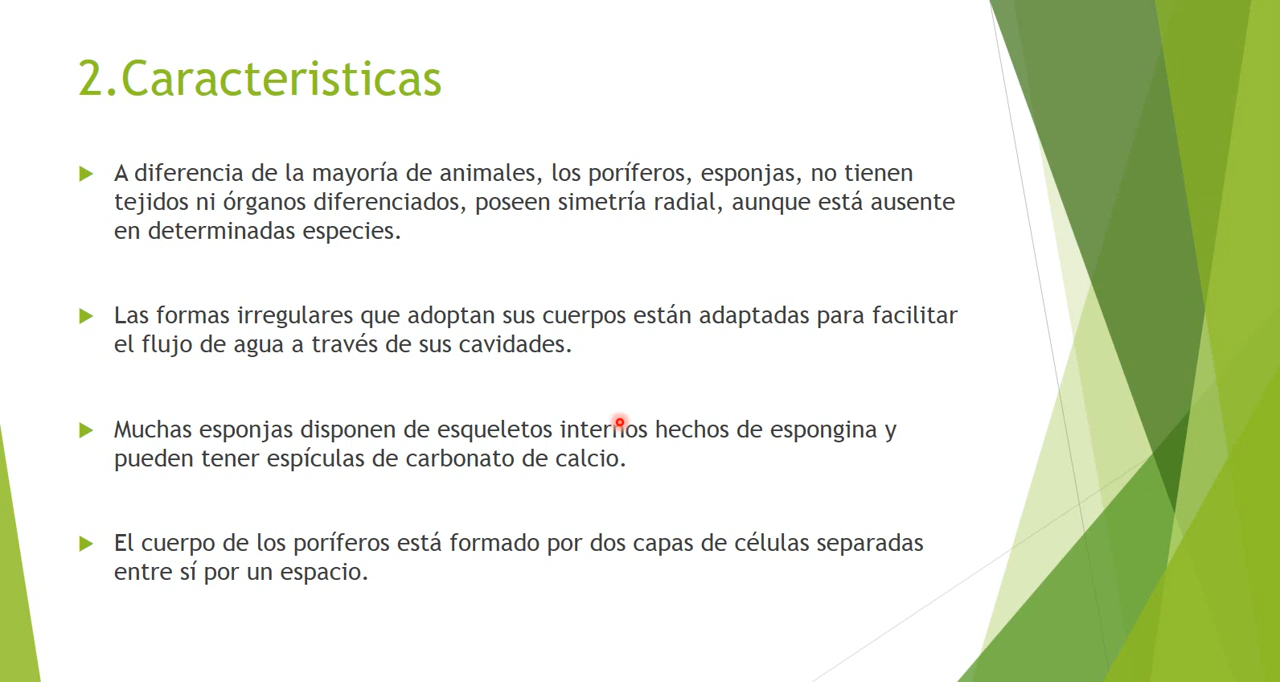 2.Caracteristicas
A diferencia de la mayoría de animales, los poríferos, esponjas, no tienen
tejidos ni órganos diferenciados, poseen simetría radial, aunque está ausente
en determinadas especies.
Las formas irregulares que adoptan sus cuerpos están adaptadas para facilitar
el flujo de agua a través de sus cavidades.
Muchas esponjas disponen de esqueletos internos hechos de espongina y
pueden tener espículas de carbonato de calcio.
El cuerpo de los poríferos está formado por dos capas de células separadas
entre sí por un espacio.